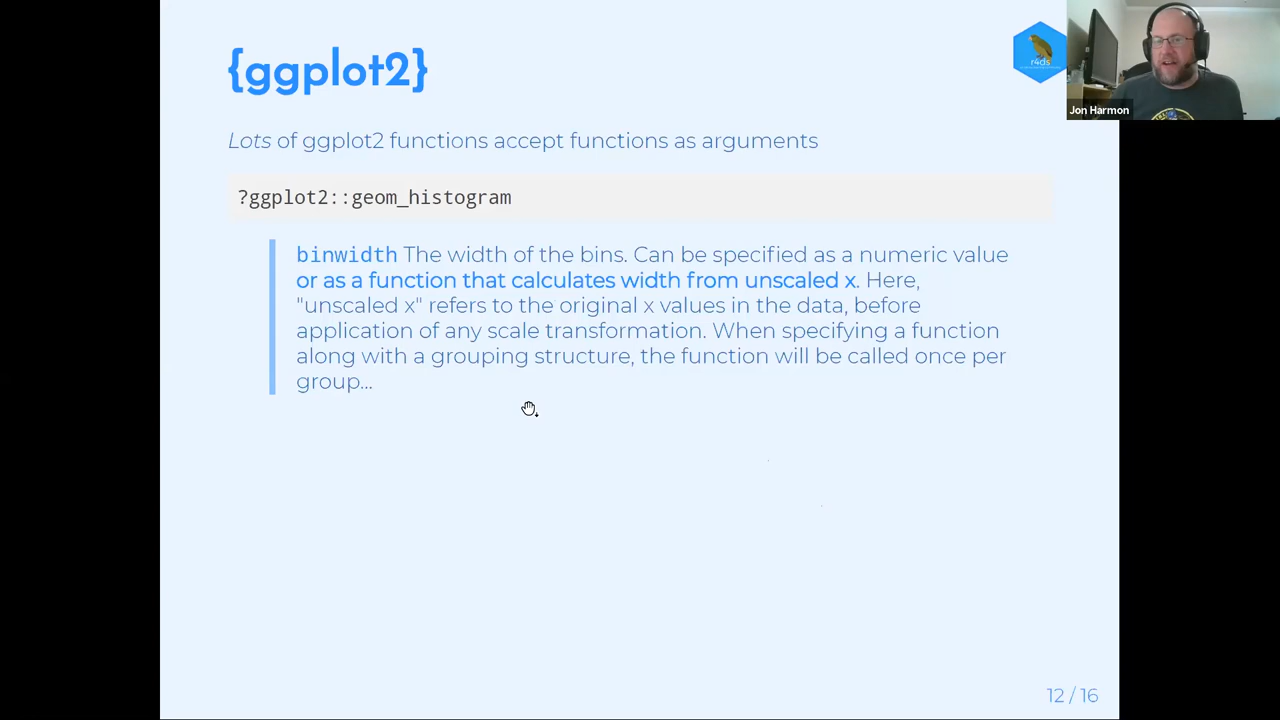 {ggplot2}
r4ds
Jon Harmon
Lots of ggplot2 functions accept functions as arguments
?ggplot2::geom_histogram
binwidth The width of the bins. Can be specified as a numeric value
or as a function that calculates width from unscaled x. Here,
"unscaled x" refers to the original x values in the data, before
application of any scale transformation. When specifying a function
along with a grouping structure, the function will be called once per
group...
12 / 16